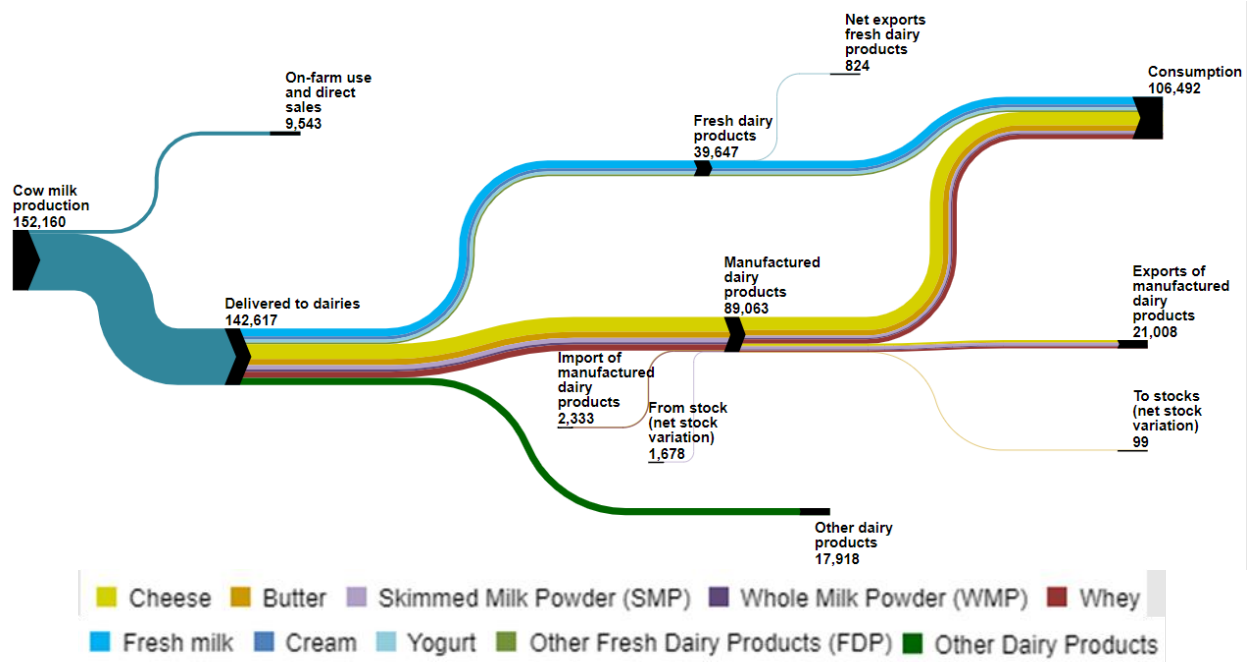 Net exports
fresh dairy
products
824
On-farm use
and direct
sales
9,543
Consumption
106,492
Fresh dairy
products
39,647
Cow milk
production
152,160
Delivered to dairies
142,617
Manufactured
dairy
products
89,063
Exports of
manufactured
dairy
products
21,008
Import of
manufactured
dairy
products
2,333
From stock
(net stock
variation)
1,678
To stocks
(net stock
variation)
99
Other dairy
products
17,918
Cheese Butter Skimmed Milk Powder (SMP) Whole Milk Powder (WMP) Whey
Fresh milk Cream Yogurt Other Fresh Dairy Products (FDP) Other Dairy Products